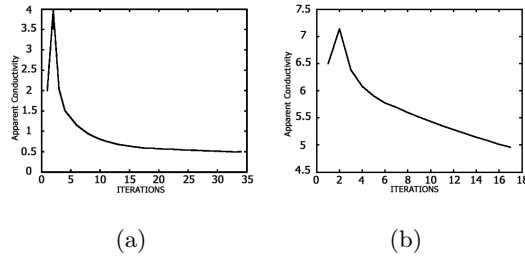 4
3.5
3
2.5
2
1.5
1
0.5
0
Apparent Conductivity
0 5 10 15 20 25 30 35
ITERATIONS
(a)
8
7.5
7
6.5
6
5.5
5
4.5
Apparent Conductivity
0 2 4 6 8 10 12 14 16 18
ITERATIONS
(b)